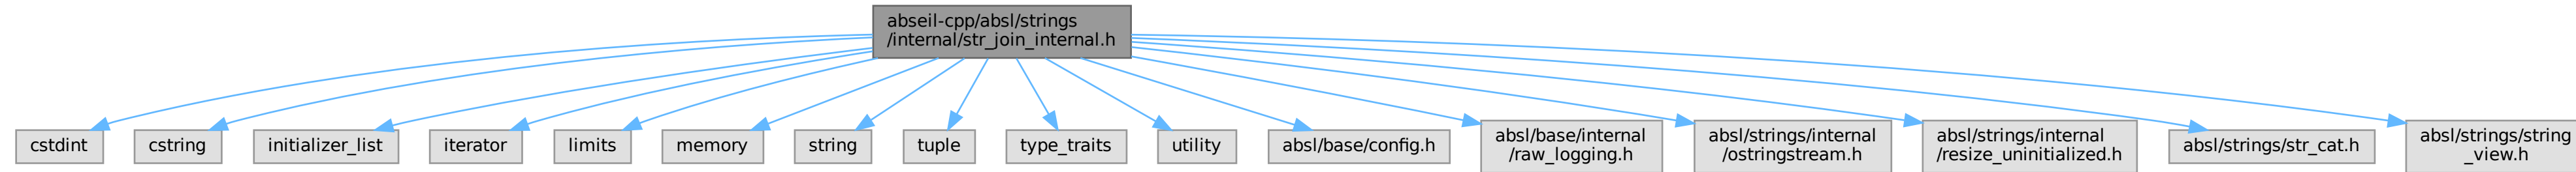 abseil-cpp/absl/strings
/internal/str_join_internal.h
cstdint
cstring
initializer_list
iterator
limits
memory
string
tuple
type_traits
utility
absl/base/config.h
absl/base/internal
/raw_logging.h
absl/strings/internal
/ostringstream.h
absl/strings/internal
/resize_uninitialized.h
absl/strings/str_cat.h
absl/strings/string
_view.h